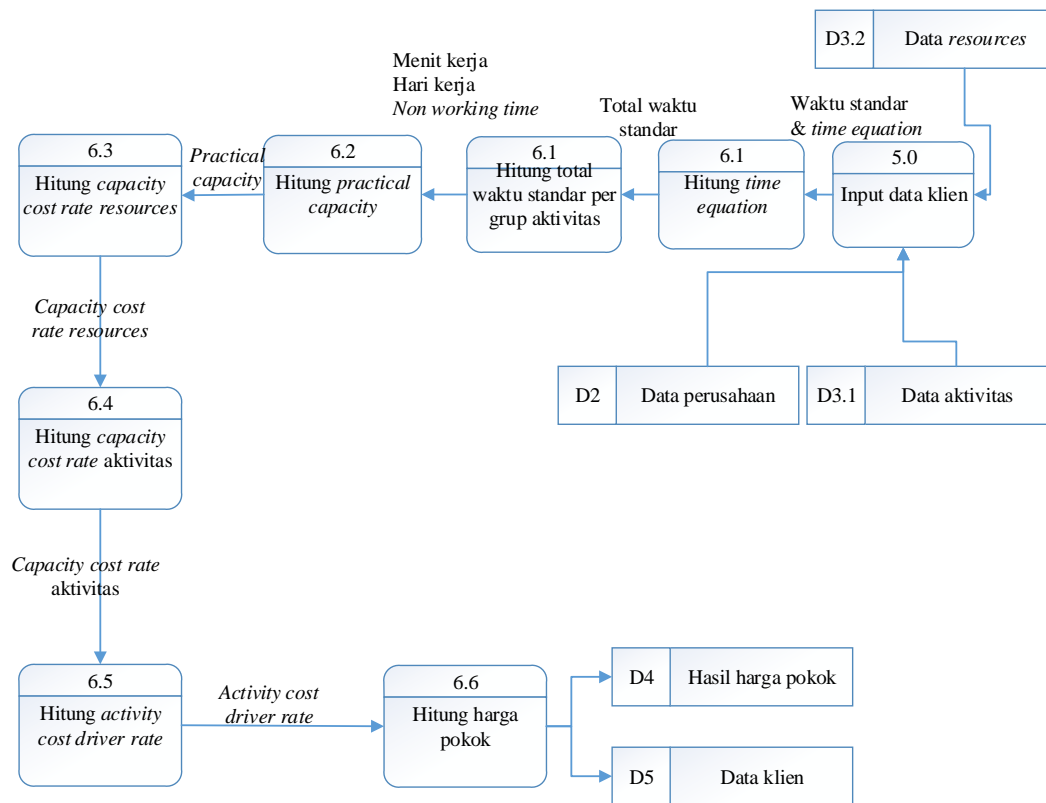 D3.2
Data resources
Menit kerja
Hari kerja
Non working time
Total waktu
standar
Waktu standar
& time equation
6.3
Hitung capacity
cost rate resources
Practical
capacity
6.2
Hitung practical
capacity
6.1
Hitung total
waktu standar per
grup aktivitas
6.1
Hitung time
equation
5.0
Input data klien
Capacity cost
rate resources
D2
Data perusahaan
D3.1
Data aktivitas
6.4
Hitung capacity
cost rate aktivitas
Capacity cost rate
aktivitas
6.5
Hitung activity
cost driver rate
Activity cost
driver rate
6.6
Hitung harga
pokok
D4
Hasil harga pokok
D5
Data klien